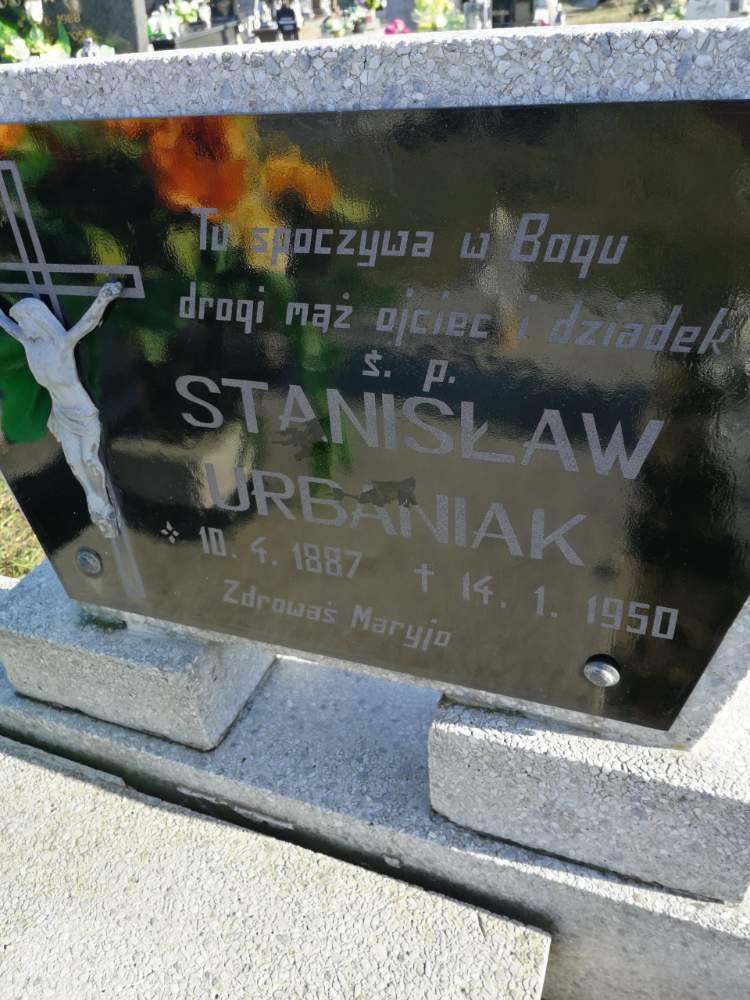 Tu spoczywa w Bogu
drogi mąż ojciec i dziadek
ś. p.
STANISŁAW
URBANIAK
10. 4. 1887 † 14. 1. 1950
Zdrowaś Maryjo